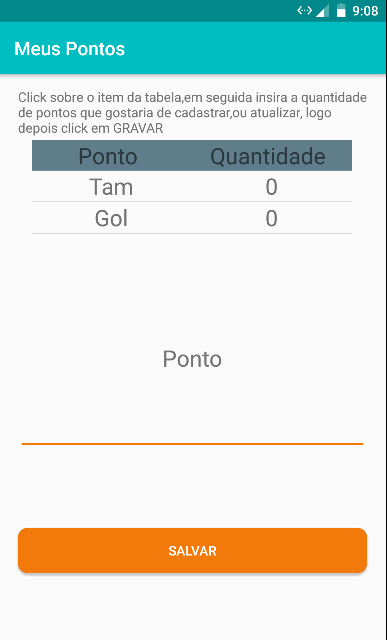 9:08
Meus Pontos
Click sobre o item da tabela,em seguida insira a quantidade
de pontos que gostaria de cadastrar,ou atualizar, logo
depois click em GRAVAR
Ponto Quantidade
Tam 0
Gol 0
Ponto
SALVAR